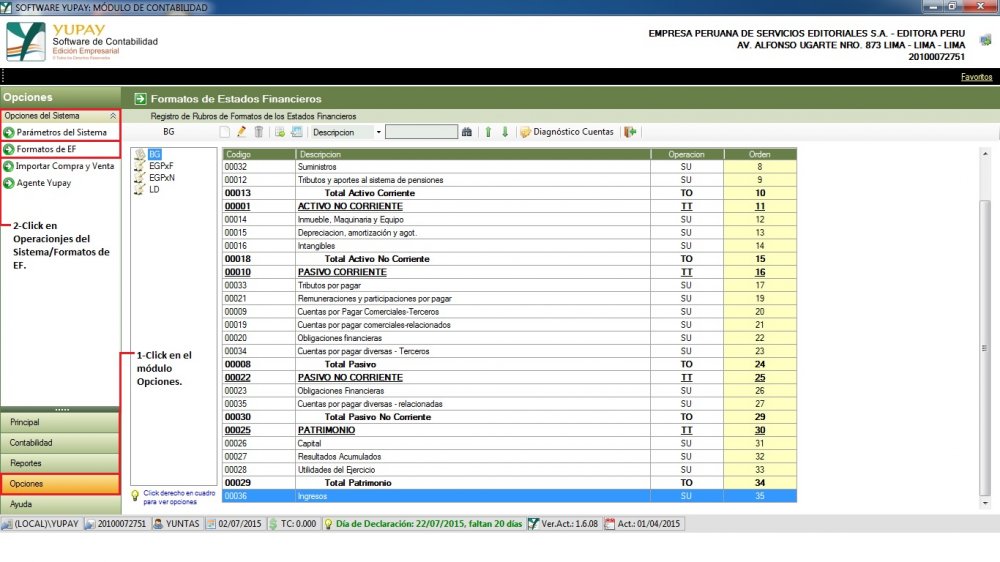 SOFTWARE YUPAY: MÓDULO DE CONTABILIDAD
YUPAY
Software de Contabilidad
Edición Empresarial
EMPRESA PERUANA DE SERVICIOS EDITORIALES S.A. - EDITORA PERU
AV. ALFONSO UGARTE NRO. 873 LIMA - LIMA - LIMA
20100072751
Favoritos
Opciones
Opciones del Sistema
Parámetros del Sistema
Formatos de EF
Importar Compra y Venta
Agente Yupay
2-Click en
Operacionjes del
Sistema/Formatos de
EF.
1-Click en el
módulo
Opciones.
Principal
Contabilidad
Reportes
Opciones
Ayuda
Formatos de Estados Financieros
Registro de Rubros de Formatos de los Estados Financieros
BG Descripcion Diagnóstico Cuentas
BG
EGPxF
EGPxN
LD
Click derecho en cuadro
para ver opciones
Codigo Descripcion Operacion Orden
00032 Suministros SU 8
00012 Tributos y aportes al sistema de pensiones SU 9
00013 Total Activo Corriente TO 10
00001 ACTIVO NO CORRIENTE TT 11
00014 Inmueble, Maquinaria y Equipo SU 12
00015 Depreciacion, amortización y agot. SU 13
00016 Intangibles SU 14
00018 Total Activo No Corriente TO 15
00010 PASIVO CORRIENTE TT 16
00033 Tributos por pagar SU 17
00021 Remuneraciones y participaciones por pagar SU 19
00009 Cuentas por Pagar Comerciales-Terceros SU 20
00019 Cuentas por pagar comerciales-relacionados SU 21
00020 Obligaciones financieras SU 22
00034 Cuentas por pagar diversas - Terceros SU 23
00008 Total Pasivo TO 24
00022 PASIVO NO CORRIENTE TT 25
00023 Obligaciones Financieras SU 26
00035 Cuentas por pagar diversas - relacionadas SU 27
00030 Total Pasivo No Corriente TO 29
00025 PATRIMONIO TT 30
00026 Capital SU 31
00027 Resultados Acumulados SU 32
00028 Utilidades del Ejercicio SU 33
00029 Total Patrimonio TO 34
00036 Ingresos SU 35
(LOCAL)\YUPAY 20100072751 YUNTAS 02/07/2015 TC: 0.000 Día de Declaración: 22/07/2015, faltan 20 días Ver.Act.: 1.6.08 Act.: 01/04/2015